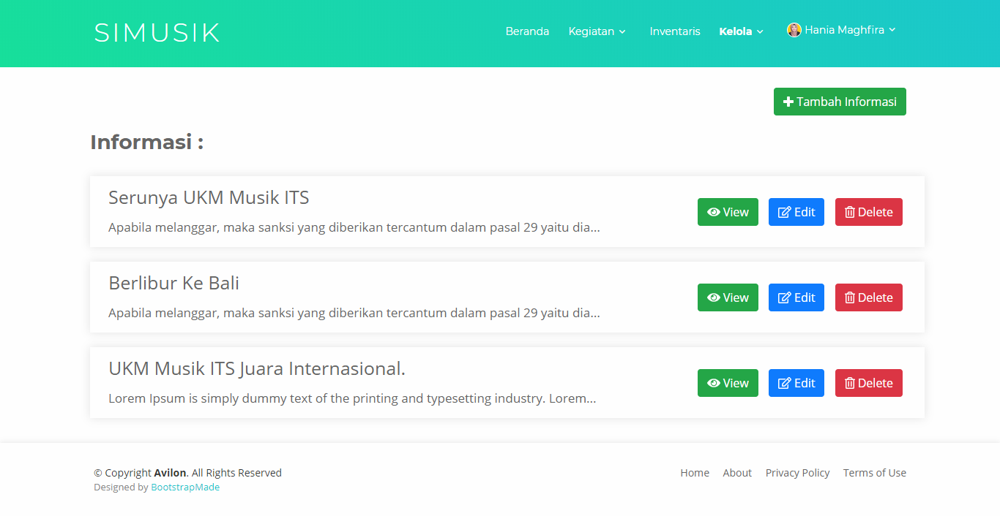 SIMUSIK
Beranda Kegiatan Inventaris Kelola Hania Maghfira
Tambah Informasi
Informasi :
Serunya UKM Musik ITS
Apabila melanggar, maka sanksi yang diberikan tercantum dalam pasal 29 yaitu dia...
View Edit Delete
Berlibur Ke Bali
Apabila melanggar, maka sanksi yang diberikan tercantum dalam pasal 29 yaitu dia...
View Edit Delete
UKM Musik ITS Juara Internasional.
Lorem Ipsum is simply dummy text of the printing and typesetting industry. Lorem...
View Edit Delete
© Copyright Avilon. All Rights Reserved
Designed by BootstrapMade
Home About Privacy Policy Terms of Use